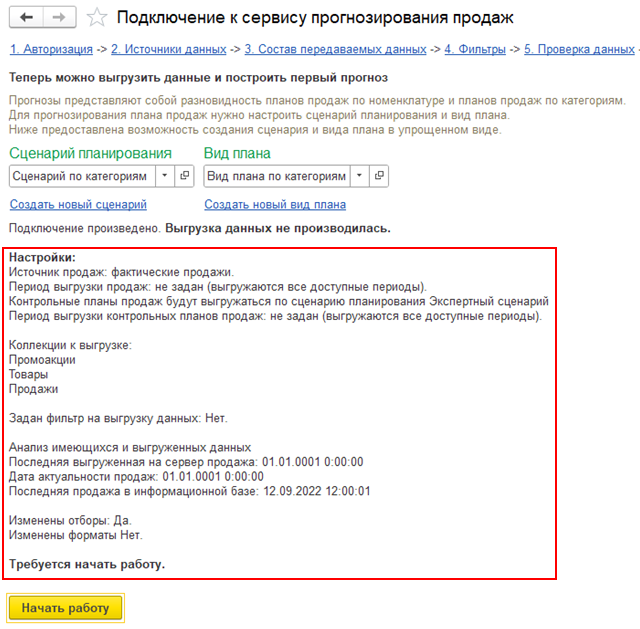 Подключение к сервису прогнозирования продаж
1. Авторизация -> 2. Источники данных -> 3. Состав передаваемых данных -> 4. Фильтры -> 5. Проверка данных
Теперь можно выгрузить данные и построить первый прогноз
Прогнозы представляют собой разновидность планов продаж по номенклатуре и планов продаж по категориям.
Для прогнозирования плана продаж нужно настроить сценарий планирования и вид плана.
Ниже предоставлена возможность создания сценария и вида плана в упрощенном виде.
Сценарий планирования Вид плана
Сценарий по категориям Вид плана по категориям
Создать новый сценарий Создать новый вид плана
Подключение произведено. Выгрузка данных не производилась.
Настройки:
Источник продаж: фактические продажи.
Период выгрузки продаж: не задан (выгружаются все доступные периоды).
Контрольные планы продаж будут выгружаться по сценарию планирования Экспертный сценарий
Период выгрузки контрольных планов продаж: не задан (выгружаются все доступные периоды).
Коллекции к выгрузке:
Промоакции
Товары
Продажи
Задан фильтр на выгрузку данных: Нет.
Анализ имеющихся и выгруженных данных
Последняя выгруженная на сервер продажа: 01.01.0001 0:00:00
Дата актуальности продаж: 01.01.0001 0:00:00
Последняя продажа в информационной базе: 12.09.2022 12:00:01
Изменены отборы: Да.
Изменены форматы Нет.
Требуется начать работу.
Начать работу